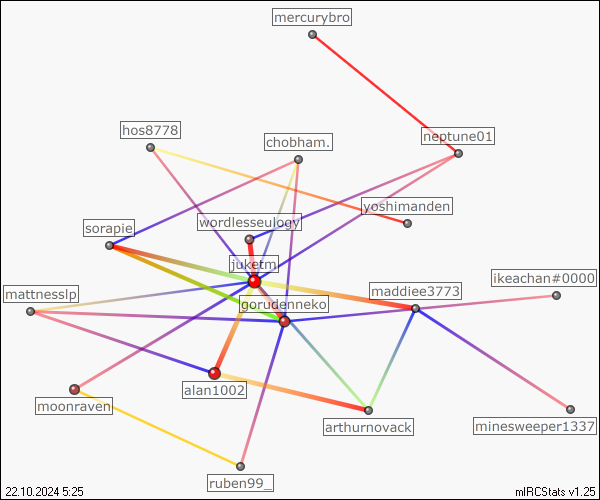 mercurybro
hos8778
chobham.
neptune01
yoshimanden
wordlesseulogy
sorapie
juketm
ikeachan#0000
mattnesslp
maddiee3773
gorudenneko
alan1002
moonraven
arthurnovack
minesweeper1337
ruben99_
22.10.2024 5:25
mIRCStats v1.25